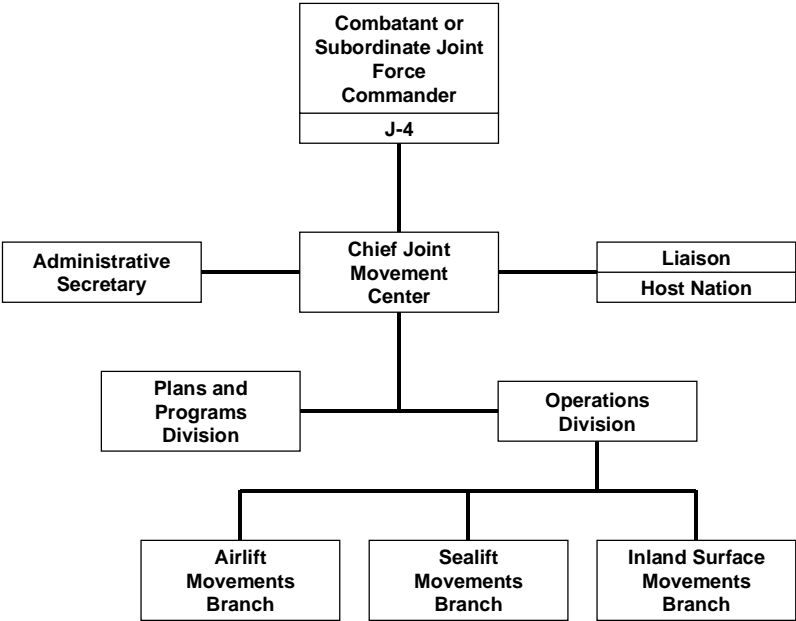 Combatant or
Subordinate Joint
Force
Commander
J-4
Administrative
Secretary
Chief Joint
Movement
Center
Liaison
Host Nation
Plans and
Programs
Division
Operations
Division
Airlift
Movements
Branch
Sealift
Movements
Branch
Inland Surface
Movements
Branch